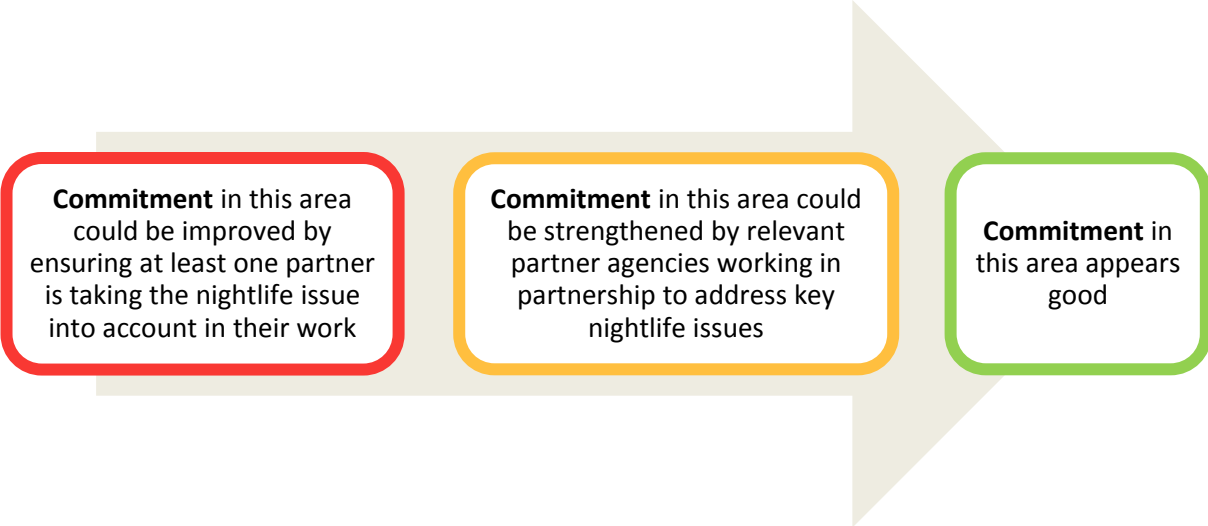 Commitment in this area
could be improved by
ensuring at least one partner
is taking the nightlife issue
into account in their work
Commitment in this area could
be strengthened by relevant
partner agencies working in
partnership to address key
nightlife issues
Commitment in
this area appears
good